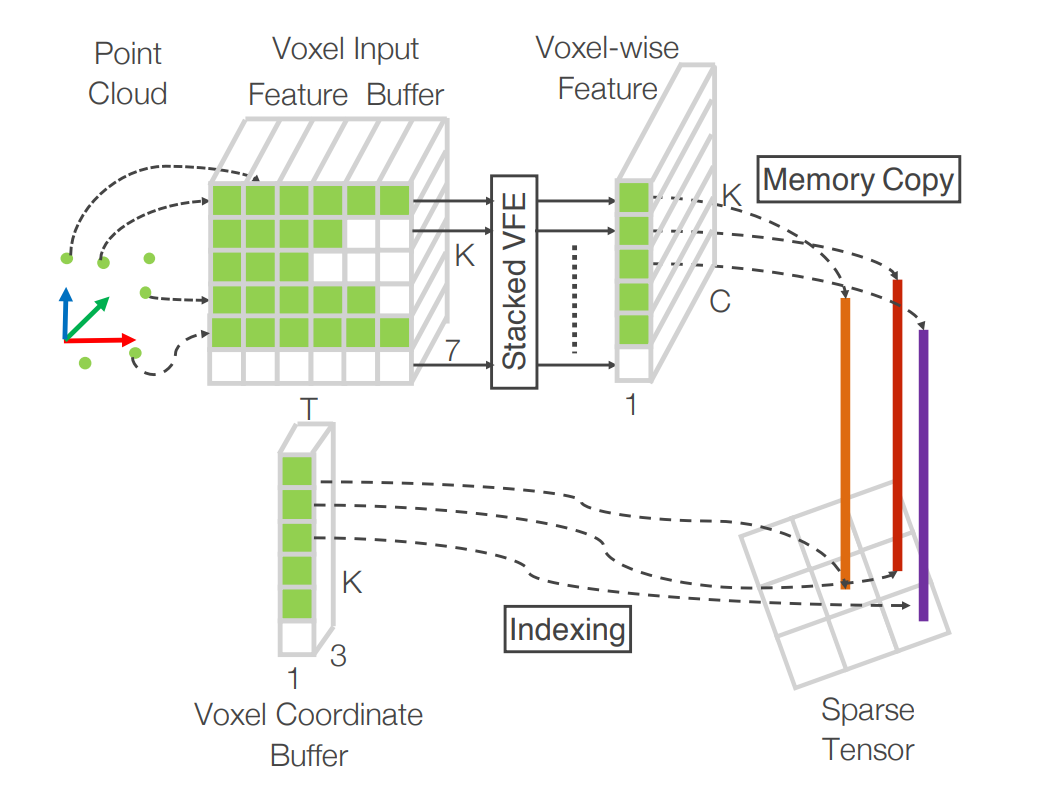 Point
Cloud
Voxel Input
Feature Buffer
Voxel-wise
Feature
K
Memory Copy
Stacked VFE
K
C
7
T
1
K
Indexing
3
1
Voxel Coordinate
Buffer
Sparse
Tensor